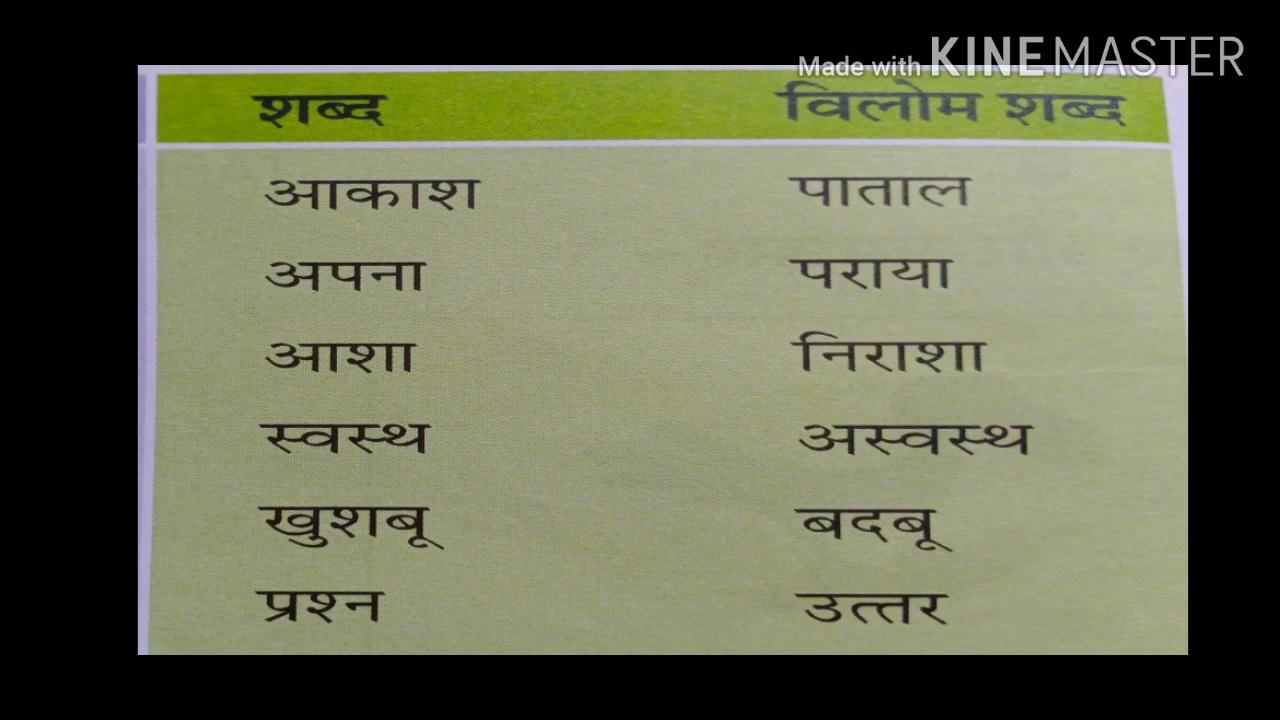 Made with KINEMASTER
शब्द विलोम शब्द
आकाश पाताल
अपना पराया
आशा निराशा
स्वस्थ अस्वस्थ
खुशबू बदबू
प्रश्न उत्तर